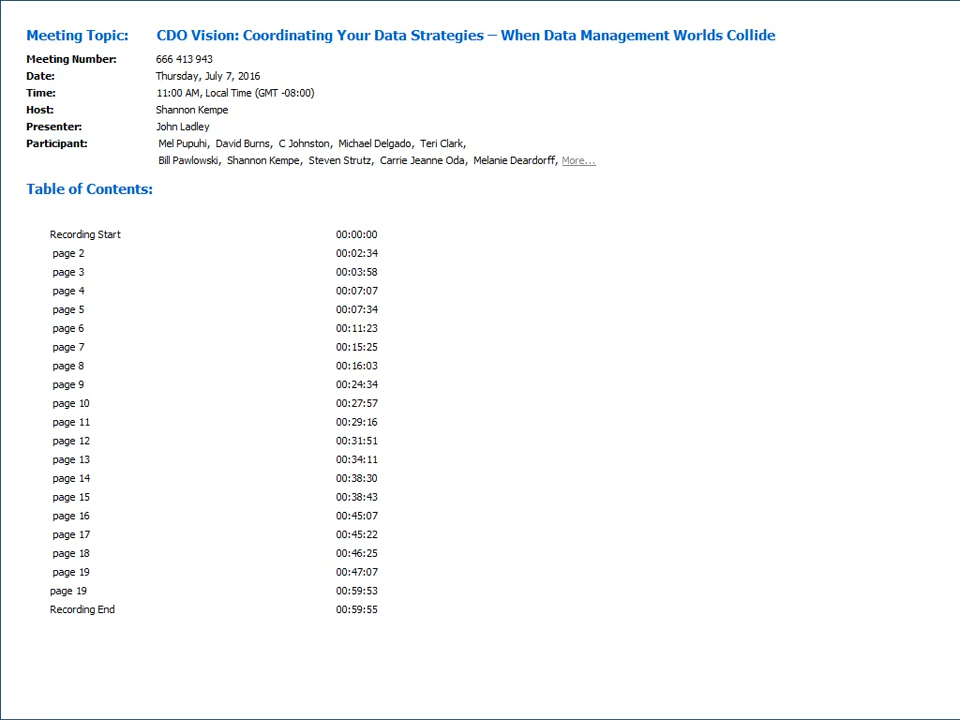 Meeting Topic: CDO Vision: Coordinating Your Data Strategies – When Data Management Worlds Collide
Meeting Number: 666 413 943
Date: Thursday, July 7, 2016
Time: 11:00 AM, Local Time (GMT -08:00)
Host: Shannon Kempe
Presenter: John Ladley
Participant: Mel Pupuhi, David Burns, C Johnston, Michael Delgado, Teri Clark,
Bill Pawlowski, Shannon Kempe, Steven Strutz, Carrie Jeanne Oda, Melanie Deardorff, More...
Table of Contents:
Recording Start 00:00:00
page 2 00:02:34
page 3 00:03:58
page 4 00:07:07
page 5 00:07:34
page 6 00:11:23
page 7 00:15:25
page 8 00:16:03
page 9 00:24:34
page 10 00:27:57
page 11 00:29:16
page 12 00:31:51
page 13 00:34:11
page 14 00:38:30
page 15 00:38:43
page 16 00:45:07
page 17 00:45:22
page 18 00:46:25
page 19 00:47:07
page 19 00:59:53
Recording End 00:59:55